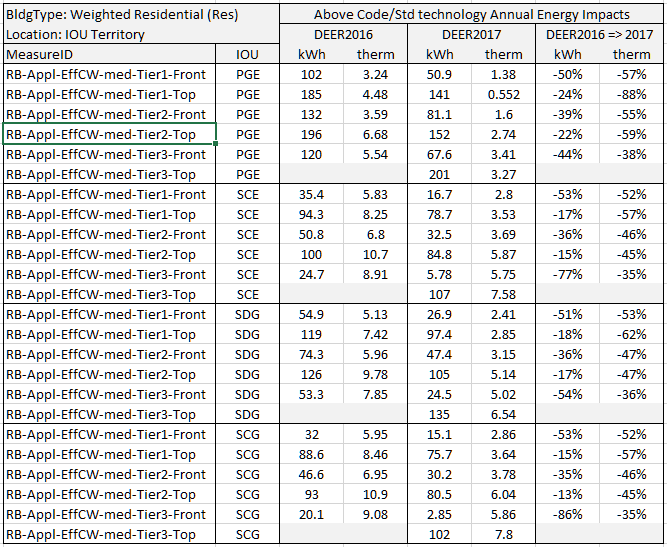 BldgType: Weighted Residential (Res) Above Code/Std technology Annual Energy Impacts
Location: IOU Territory DEER2016 DEER2017 DEER2016 => 2017
MeasureID IOU kWh therm kWh therm kWh therm
RB-Appl-EffCW-med-Tier1-Front PGE 102 3.24 50.9 1.38 -50% -57%
RB-Appl-EffCW-med-Tier1-Top PGE 185 4.48 141 0.552 -24% -88%
RB-Appl-EffCW-med-Tier2-Front PGE 132 3.59 81.1 1.6 -39% -55%
RB-Appl-EffCW-med-Tier2-Top PGE 196 6.68 152 2.74 -22% -59%
RB-Appl-EffCW-med-Tier3-Front PGE 120 5.54 67.6 3.41 -44% -38%
RB-Appl-EffCW-med-Tier3-Top PGE 201 3.27
RB-Appl-EffCW-med-Tier1-Front SCE 35.4 5.83 16.7 2.8 -53% -52%
RB-Appl-EffCW-med-Tier1-Top SCE 94.3 8.25 78.7 3.53 -17% -57%
RB-Appl-EffCW-med-Tier2-Front SCE 50.8 6.8 32.5 3.69 -36% -46%
RB-Appl-EffCW-med-Tier2-Top SCE 100 10.7 84.8 5.87 -15% -45%
RB-Appl-EffCW-med-Tier3-Front SCE 24.7 8.91 5.78 5.75 -77% -35%
RB-Appl-EffCW-med-Tier3-Top SCE 107 7.58
RB-Appl-EffCW-med-Tier1-Front SDG 54.9 5.13 26.9 2.41 -51% -53%
RB-Appl-EffCW-med-Tier1-Top SDG 119 7.42 97.4 2.85 -18% -62%
RB-Appl-EffCW-med-Tier2-Front SDG 74.3 5.96 47.4 3.15 -36% -47%
RB-Appl-EffCW-med-Tier2-Top SDG 126 9.78 105 5.14 -17% -47%
RB-Appl-EffCW-med-Tier3-Front SDG 53.3 7.85 24.5 5.02 -54% -36%
RB-Appl-EffCW-med-Tier3-Top SDG 135 6.54
RB-Appl-EffCW-med-Tier1-Front SCG 32 5.95 15.1 2.86 -53% -52%
RB-Appl-EffCW-med-Tier1-Top SCG 88.6 8.46 75.7 3.64 -15% -57%
RB-Appl-EffCW-med-Tier2-Front SCG 46.6 6.95 30.2 3.78 -35% -46%
RB-Appl-EffCW-med-Tier2-Top SCG 93 10.9 80.5 6.04 -13% -45%
RB-Appl-EffCW-med-Tier3-Front SCG 20.1 9.08 2.85 5.86 -86% -35%
RB-Appl-EffCW-med-Tier3-Top SCG 102 7.8